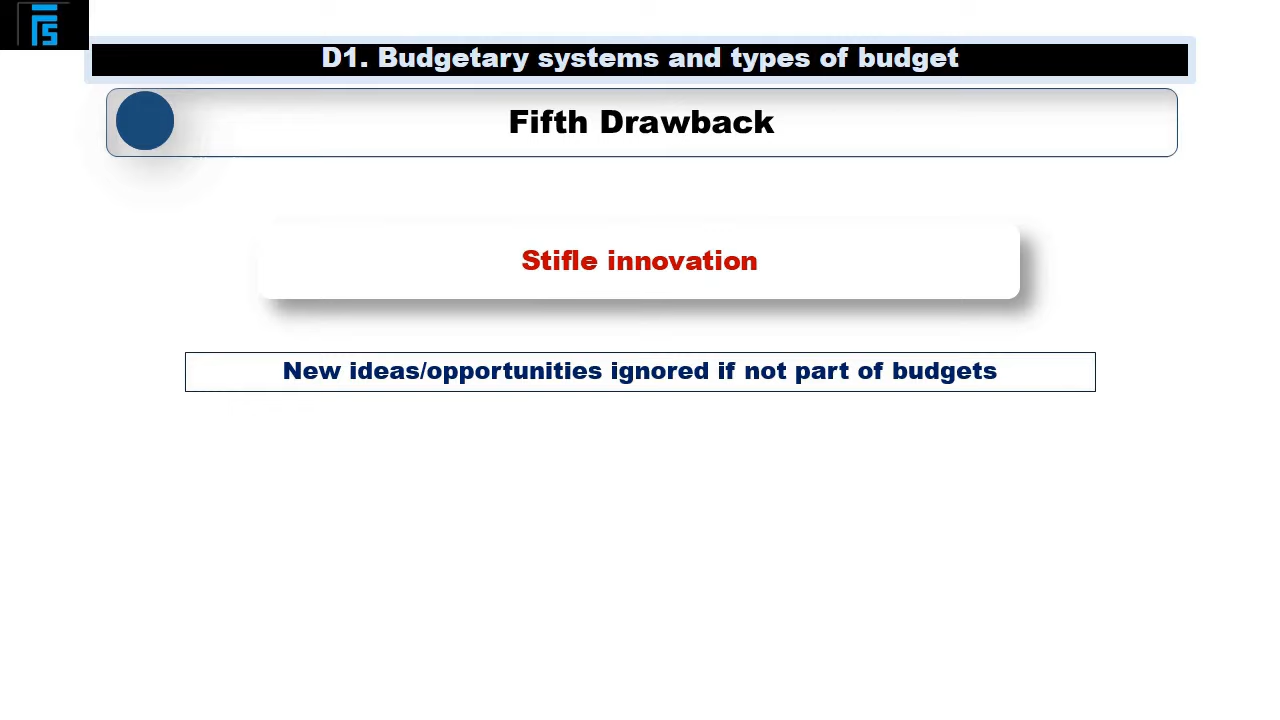 D1. Budgetary systems and types of budget
Fifth Drawback
Stifle innovation
New ideas/opportunities ignored if not part of budgets